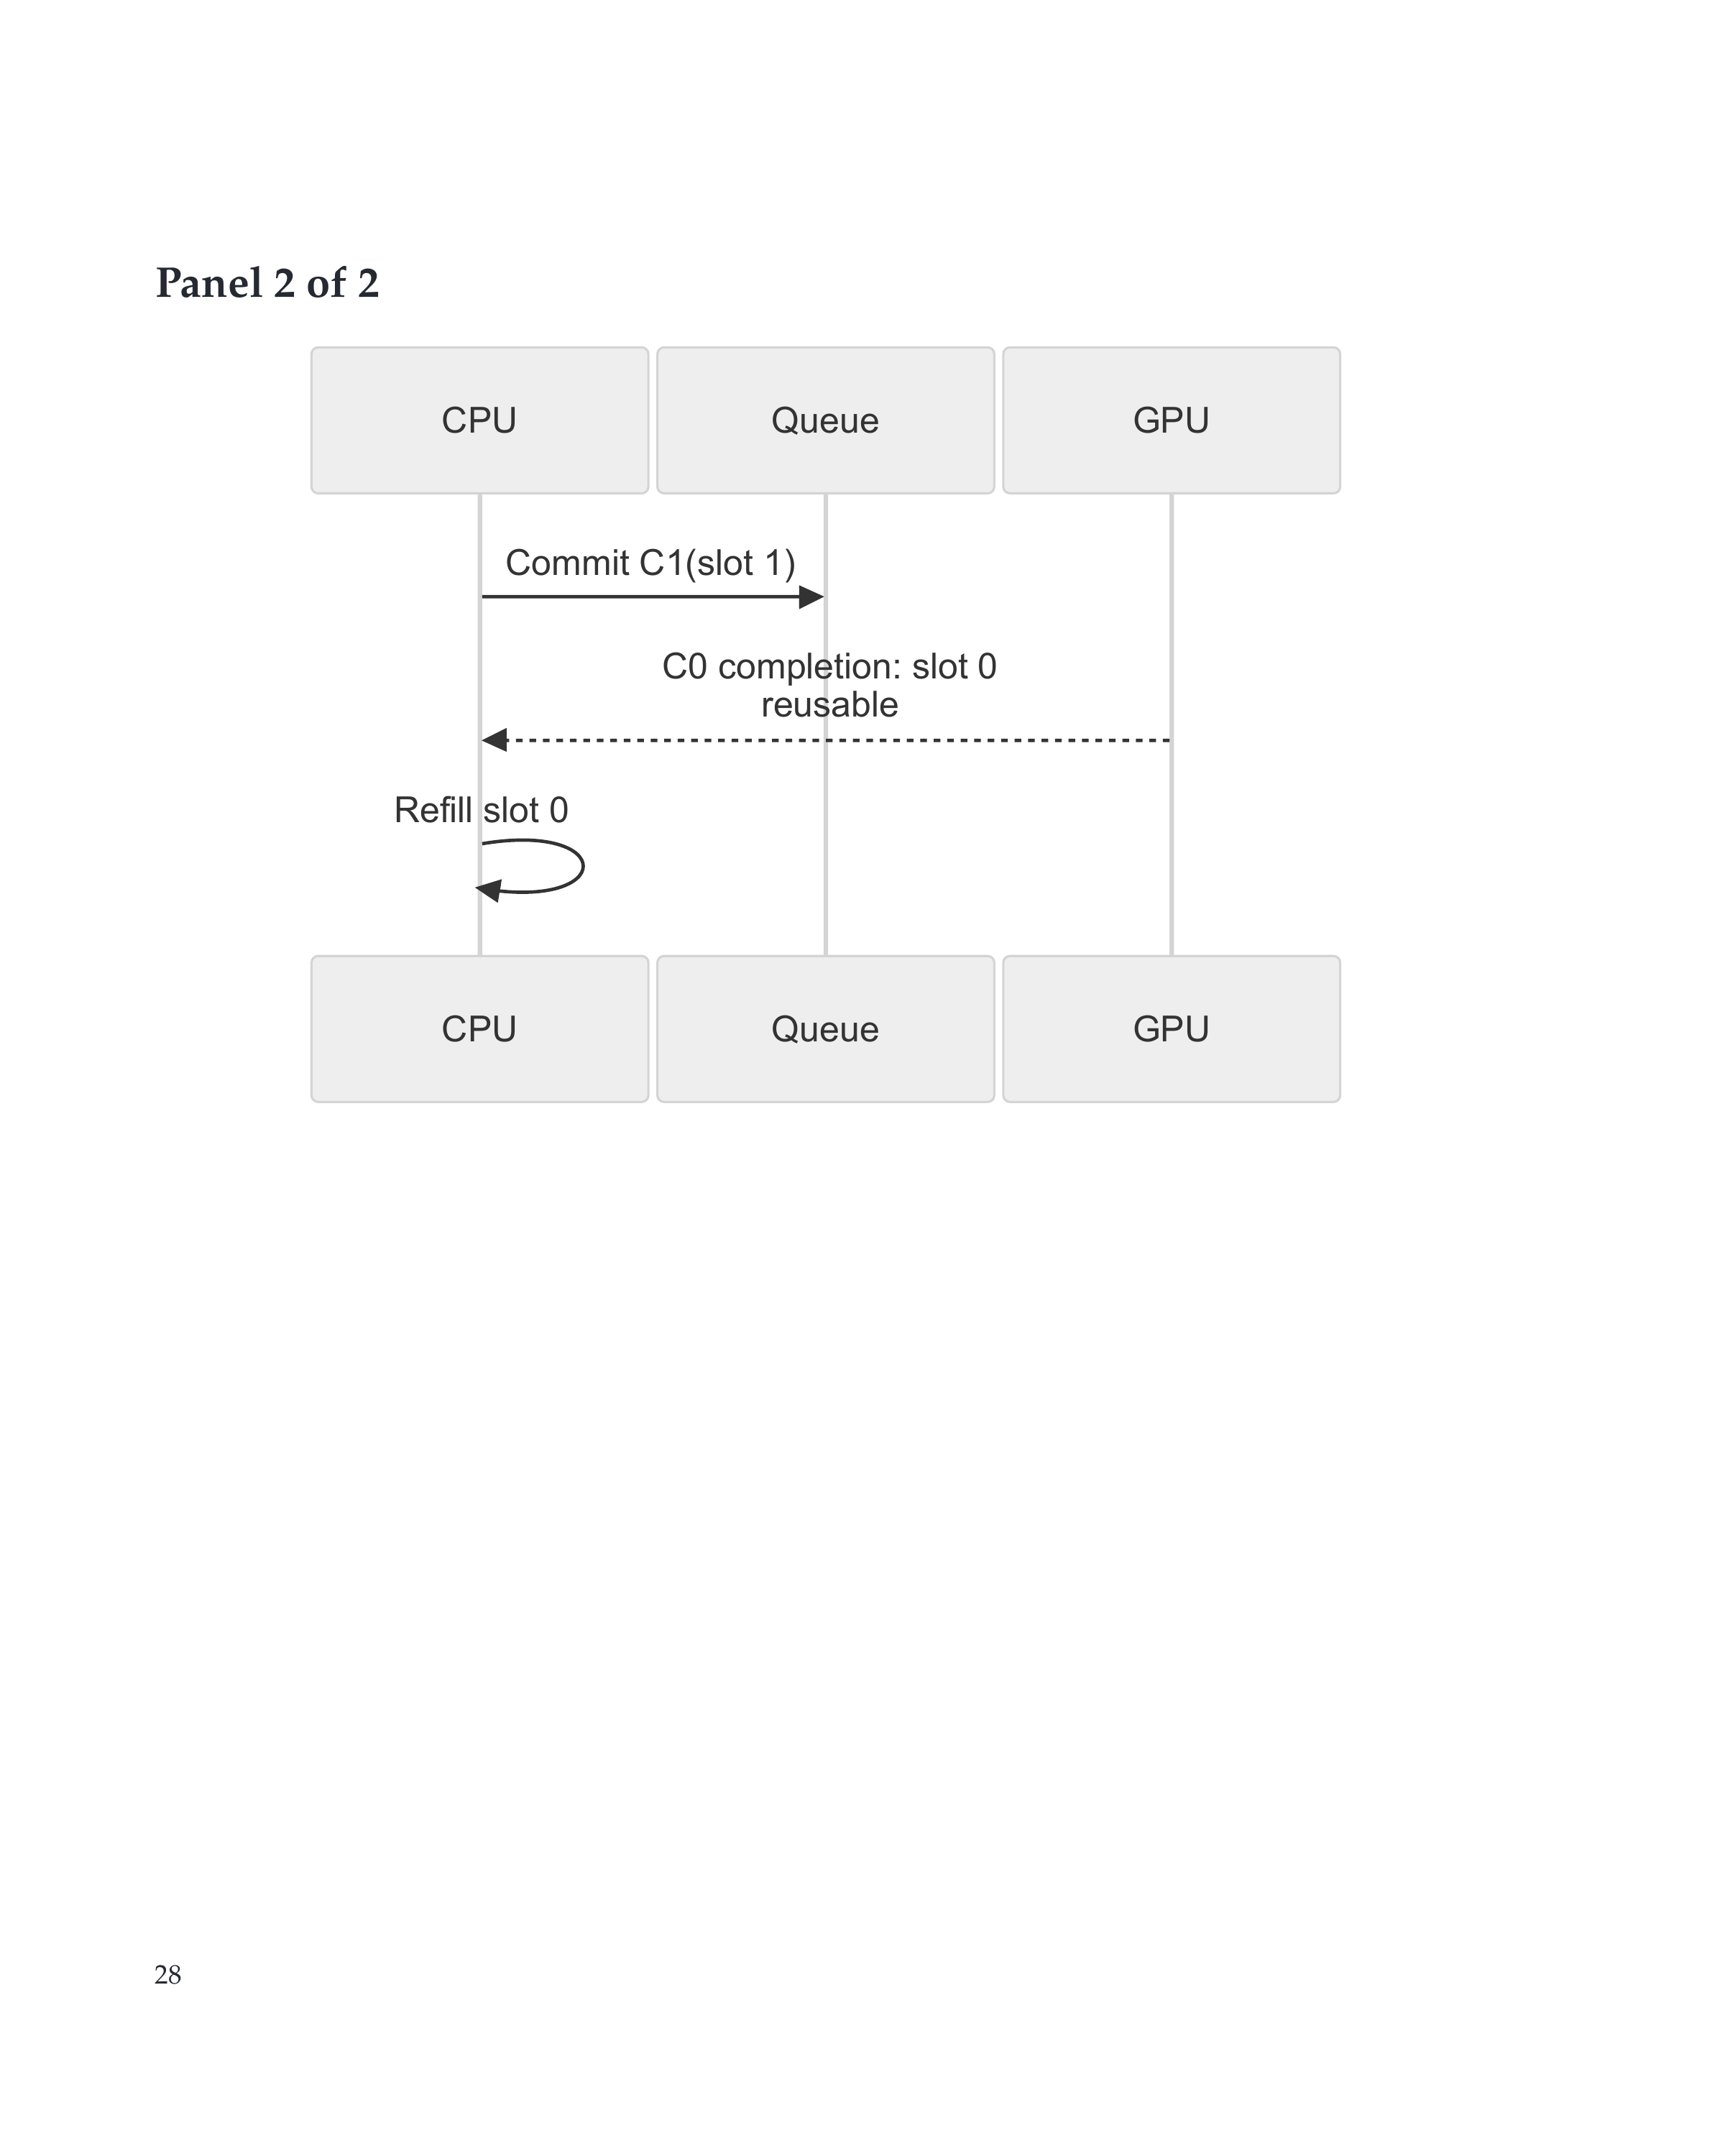 Panel 2 of 2
CPU
Queue
GPU
Commit C1(slot 1)
C0 completion: slot 0
reusable
Refill slot 0
CPU
Queue
GPU
28